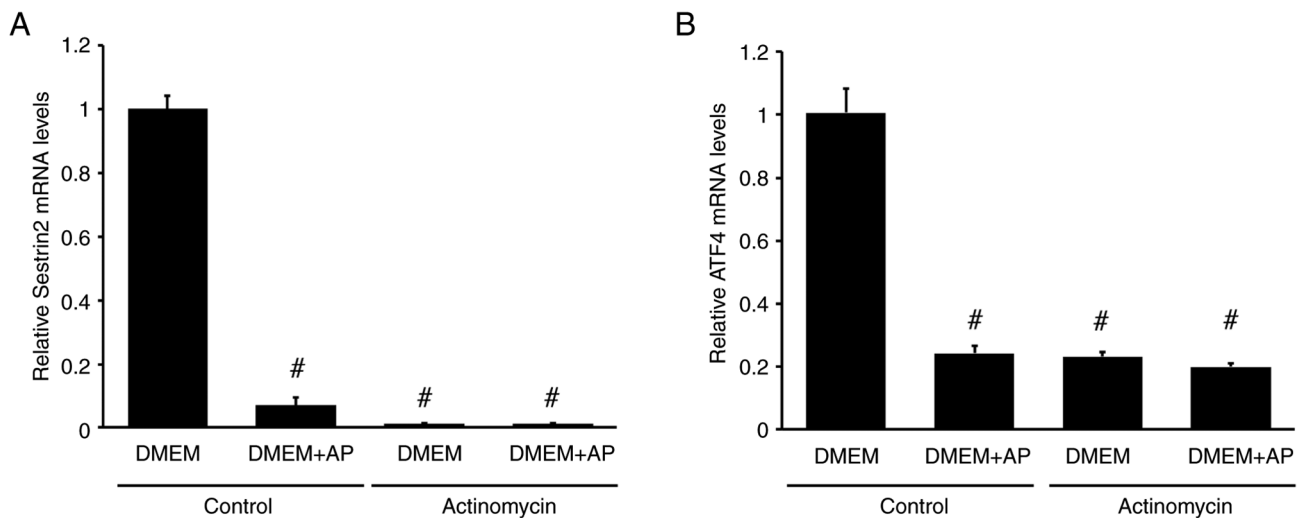 A
Relative Sestrin2 mRNA levels
1.2
1
0.8
0.6
0.4
0.2
0
#
#
#
DMEM DMEM+AP DMEM DMEM+AP
Control Actinomycin
B
Relative ATF4 mRNA levels
1.2
1
0.8
0.6
0.4
0.2
0
#
#
#
DMEM DMEM+AP DMEM DMEM+AP
Control Actinomycin